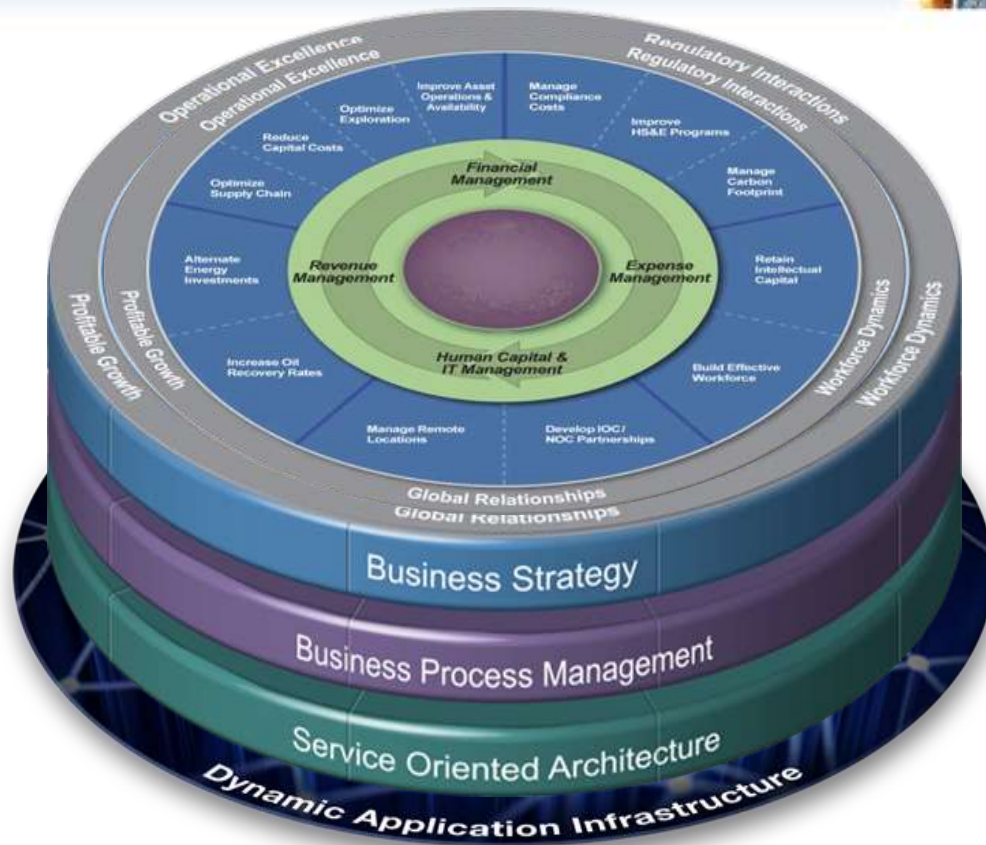 Operational Excellence
Regulatory Interactions
Operational Excellence
Regulatory Interactions
Improve Asset
Operations &
Availability
Manage
Compliance
Costs
Optimize
Exploration
Improve
HS&E Programs
Reduce
Capital Costs
Manage
Carbon
Footprint
Optimize
Supply Chain
Financial
Management
Alternate
Energy
Investments
Revenue
Management
Expense
Management
Retain
Intellectual
Capital
Profitable Growth
Profitable Growth
Workforce Dynamics
Workforce Dynamics
Human Capital &
IT Management
Increase Oil
Recovery Rates
Build Effective
Workforce
Manage Remote
Locations
Develop IOC/
NOC Partnerships
Global Relationships
Global Relationships
Business Strategy
Business Process Management
Service Oriented Architecture
Dynamic Application Infrastructure